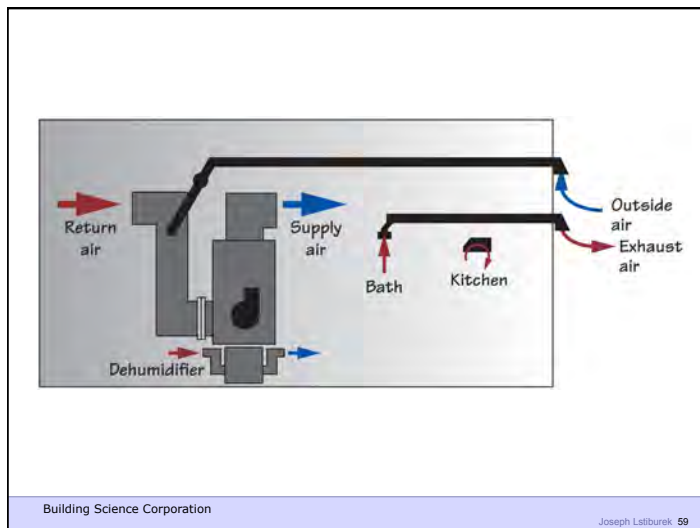 Return
air
Supply
air
Outside
air
Exhaust
air
Bath
Kitchen
Dehumidifier
Building Science Corporation
Joseph Lstiburek 59